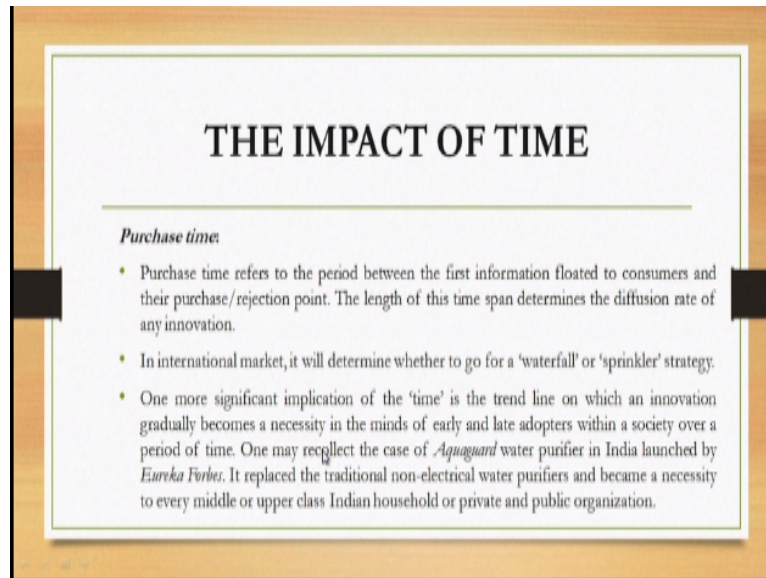 THE IMPACT OF TIME
Purchase time:
• Purchase time refers to the period between the first information floated to consumers and
their purchase/rejection point. The length of this time span determines the diffusion rate of
any innovation.
• In international market, it will determine whether to go for a 'waterfall' or 'sprinkler' strategy.
• One more significant implication of the 'time' is the trend line on which an innovation
gradually becomes a necessity in the minds of early and late adopters within a society over a
period of time. One may recollect the case of Aquaguard water purifier in India launched by
Eureka Forbes. It replaced the traditional non-electrical water purifiers and became a necessity
to every middle or upper class Indian household or private and public organization.